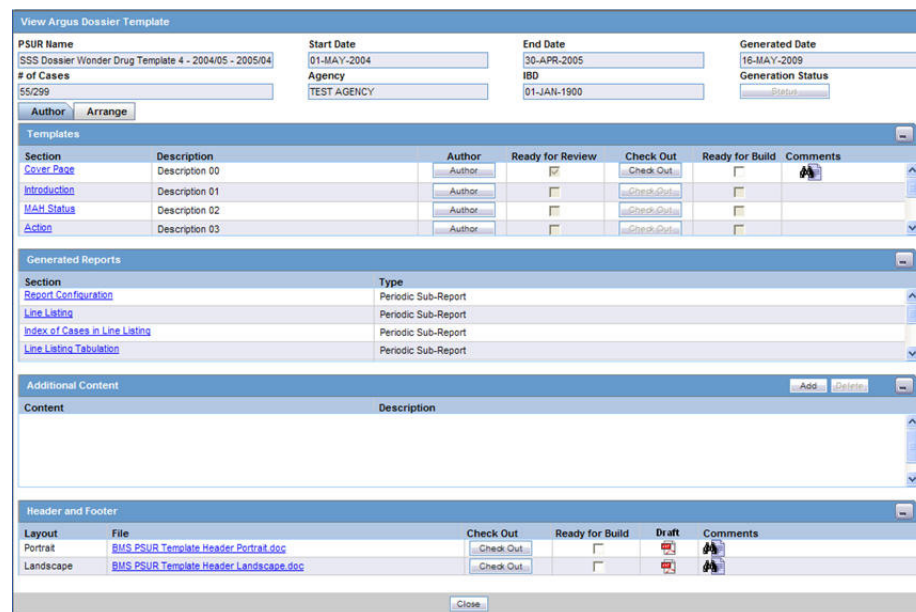 View Argus Dossier Template
PSUR Name Start Date End Date Generated Date
SSS Dossier Wonder Drug Template 4 - 2004/05 - 2005/04 01-MAY-2004 30-APR-2005 16-MAY-2009
# of Cases Agency IBD Generation Status
55/299 TEST AGENCY 01-JAN-1900 Status
Author Arrange
Templates
Section Description Author Ready for Review Check Out Ready for Build Comments
Cover Page Description 00 Author Check Out
Introduction Description 01 Author Check Out
MAH Status Description 02 Author Check Out
Action Description 03 Author Check Out
Generated Reports
Section Type
Report Configuration Periodic Sub-Report
Line Listing Periodic Sub-Report
Index of Cases in Line Listing Periodic Sub-Report
Line Listing Tabulation Periodic Sub-Report
Additional Content Add Delete
Content Description
Header and Footer
Layout File Check Out Ready for Build Draft Comments
Portrait BMS PSUR Template Header Portrait.doc Check Out
Landscape BMS PSUR Template Header Landscape.doc Check Out
Close